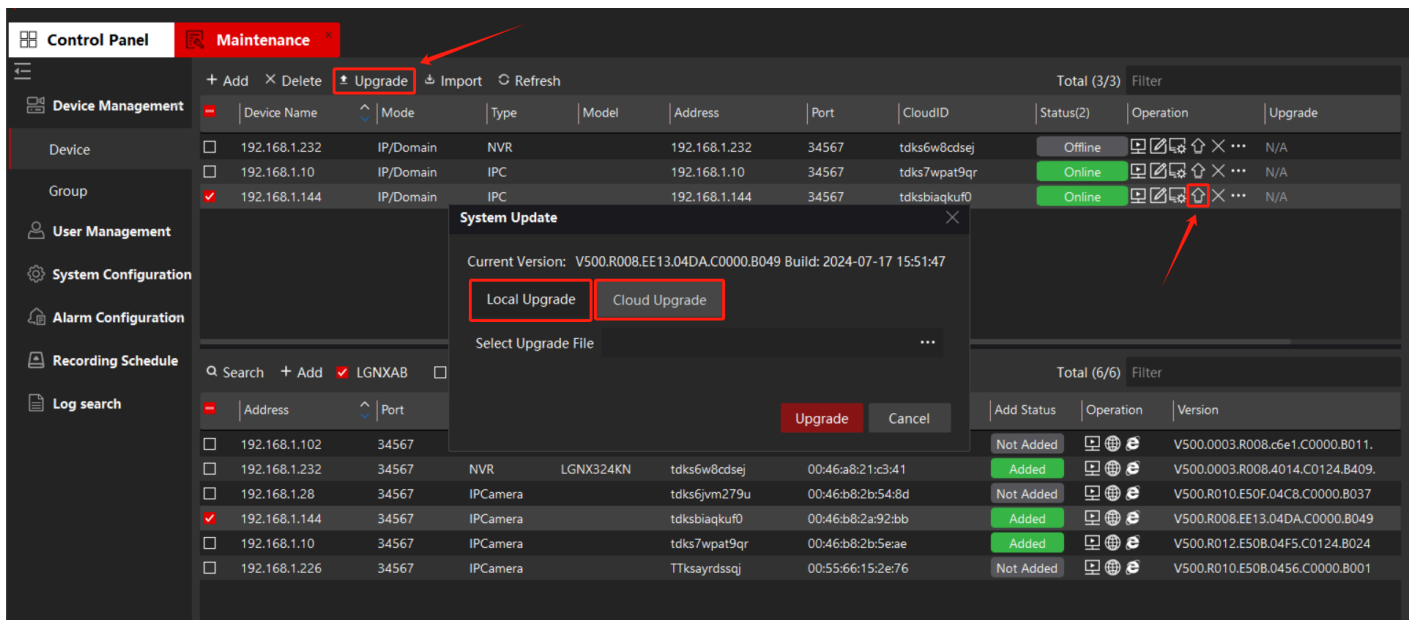 Control Panel Maintenance ×
+ Add × Delete Upgrade Import Refresh Total (3/3) Filter
Device Management
Device
Group
User Management
System Configuration
Alarm Configuration
Recording Schedule
Log search
Device Name Mode Type Model Address Port CloudID Status(2) Operation Upgrade
192.168.1.232 IP/Domain NVR 192.168.1.232 34567 tdks6w8cdsej Offline N/A
192.168.1.10 IP/Domain IPC 192.168.1.10 34567 tdks7wpat9qr Online N/A
192.168.1.144 IP/Domain IPC 192.168.1.144 34567 tdksbiaqkuf0 Online N/A
System Update
Current Version: V500.R008.EE13.04DA.C0000.B049 Build: 2024-07-17 15:51:47
Local Upgrade Cloud Upgrade
Select Upgrade File ...
Upgrade Cancel
Search + Add LGNXAB Total (6/6) Filter
Address Port Add Status Operation Version
192.168.1.102 34567 Not Added V500.0003.R008.c6e1.C0000.B011.
192.168.1.232 34567 NVR LGNX324KN tdks6w8cdsej 00:46:a8:21:c3:41 Added V500.0003.R008.4014.C0124.B409.
192.168.1.28 34567 IPCamera tdks6jvm279u 00:46:b8:2b:54:8d Not Added V500.R010.E50F.04C8.C0000.B037
192.168.1.144 34567 IPCamera tdksbiaqkuf0 00:46:b8:2a:92:bb Added V500.R008.EE13.04DA.C0000.B049
192.168.1.10 34567 IPCamera tdks7wpat9qr 00:46:b8:2b:5e:ae Added V500.R012.E50B.04F5.C0124.B024
192.168.1.226 34567 IPCamera TTksayrdssqj 00:55:66:15:2e:76 Not Added V500.R010.E50B.0456.C0000.B001